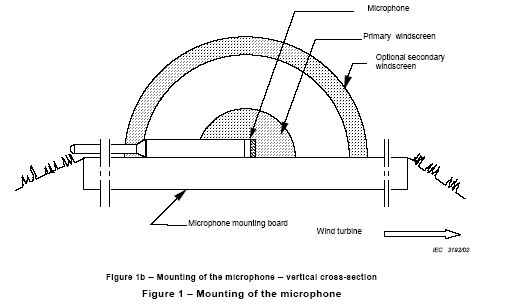 Microphone
Primary windscreen
Optional secondary
windscreen
Microphone mounting board
Wind turbine
IEC 3192/02
Figure 1b – Mounting of the microphone – vertical cross-section
Figure 1 – Mounting of the microphone